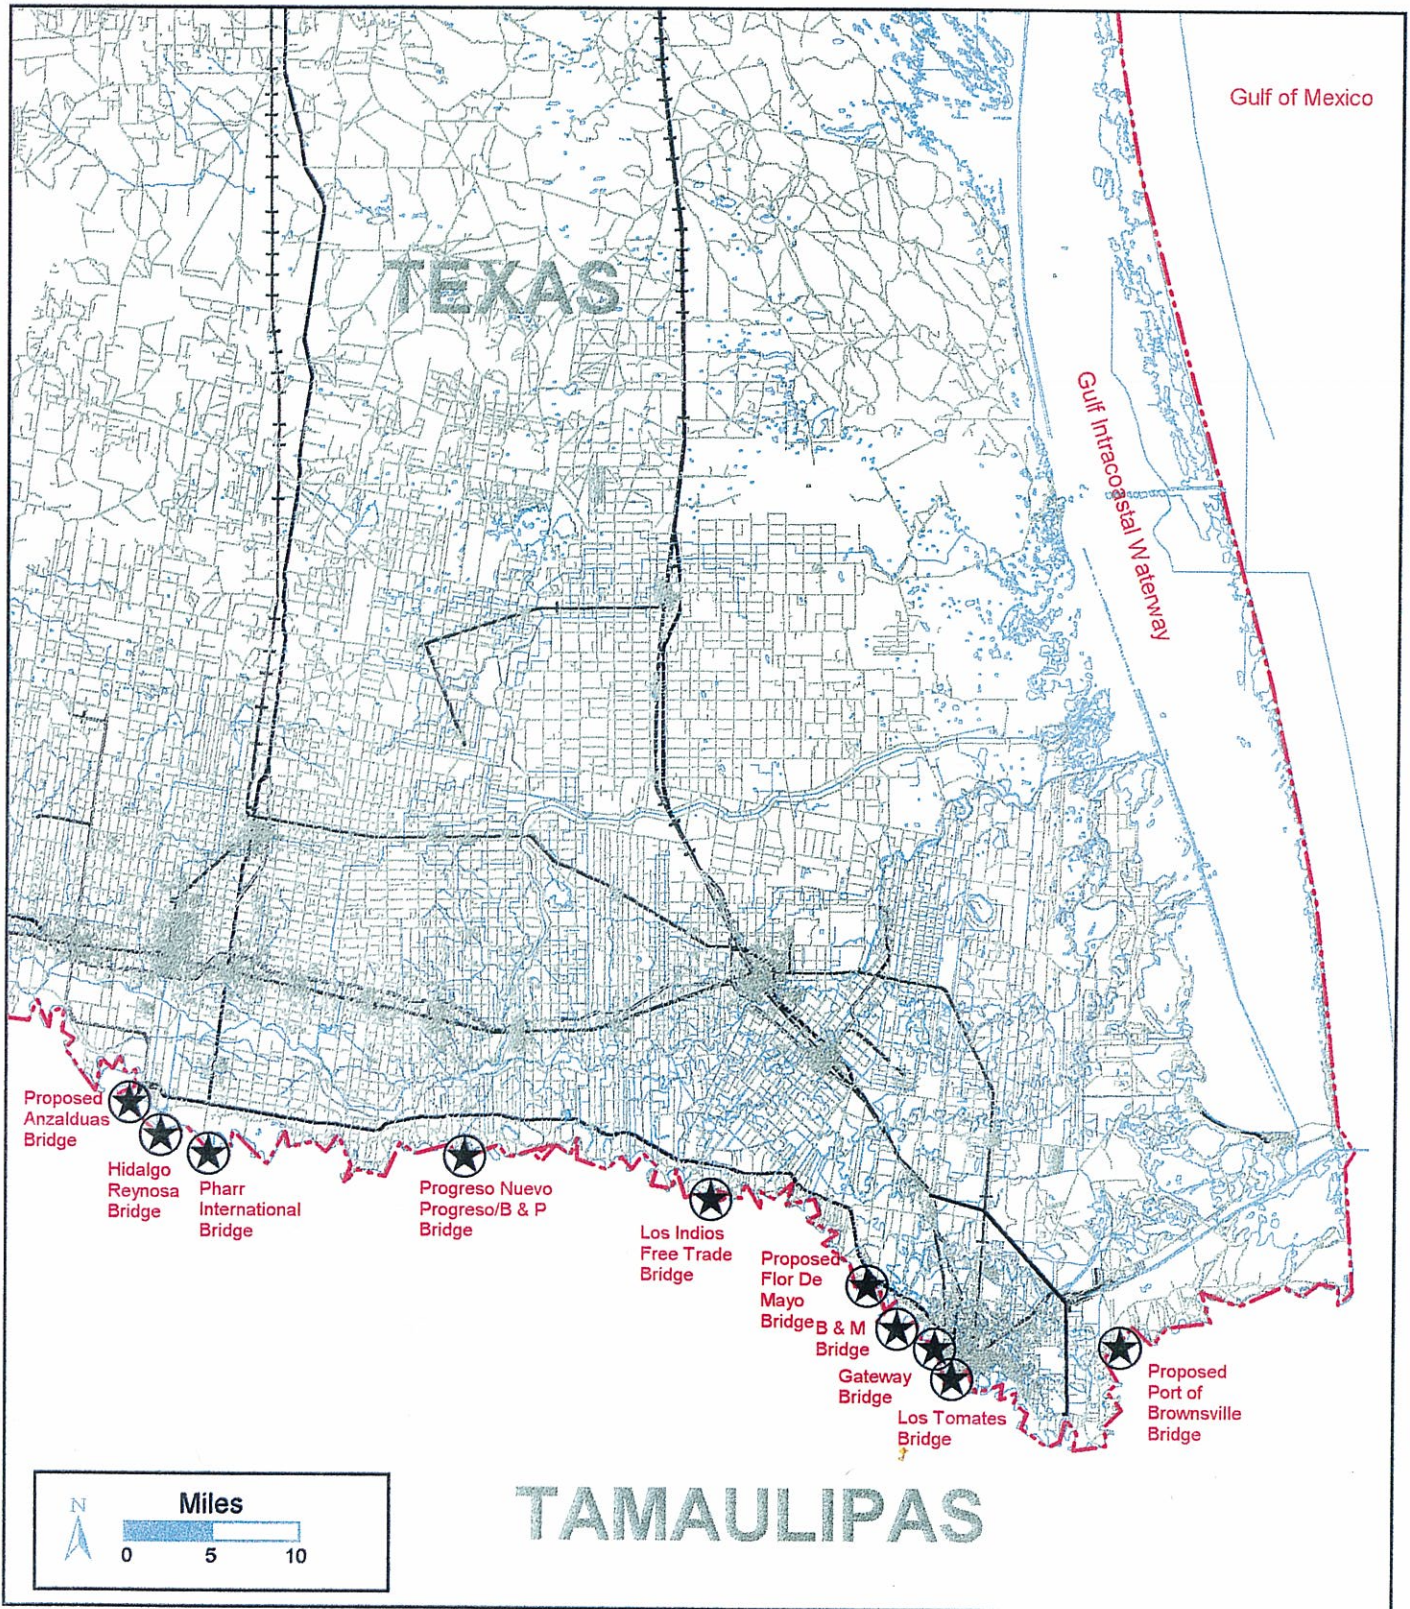 Gulf of Mexico
TEXAS
Gulf Intracoastal Waterway
Proposed
Anzalduas
Bridge
Hidalgo
Reynosa
Bridge
Pharr
International
Bridge
Progreso Nuevo
Progreso/B & P
Bridge
Los Indios
Free Trade
Bridge
Proposed
Flor De
Mayo
Bridge
B & M
Bridge
Gateway
Bridge
Los Tomates
Bridge
Proposed
Port of
Brownsville
Bridge
TAMAULIPAS
N
Miles
0 5 10